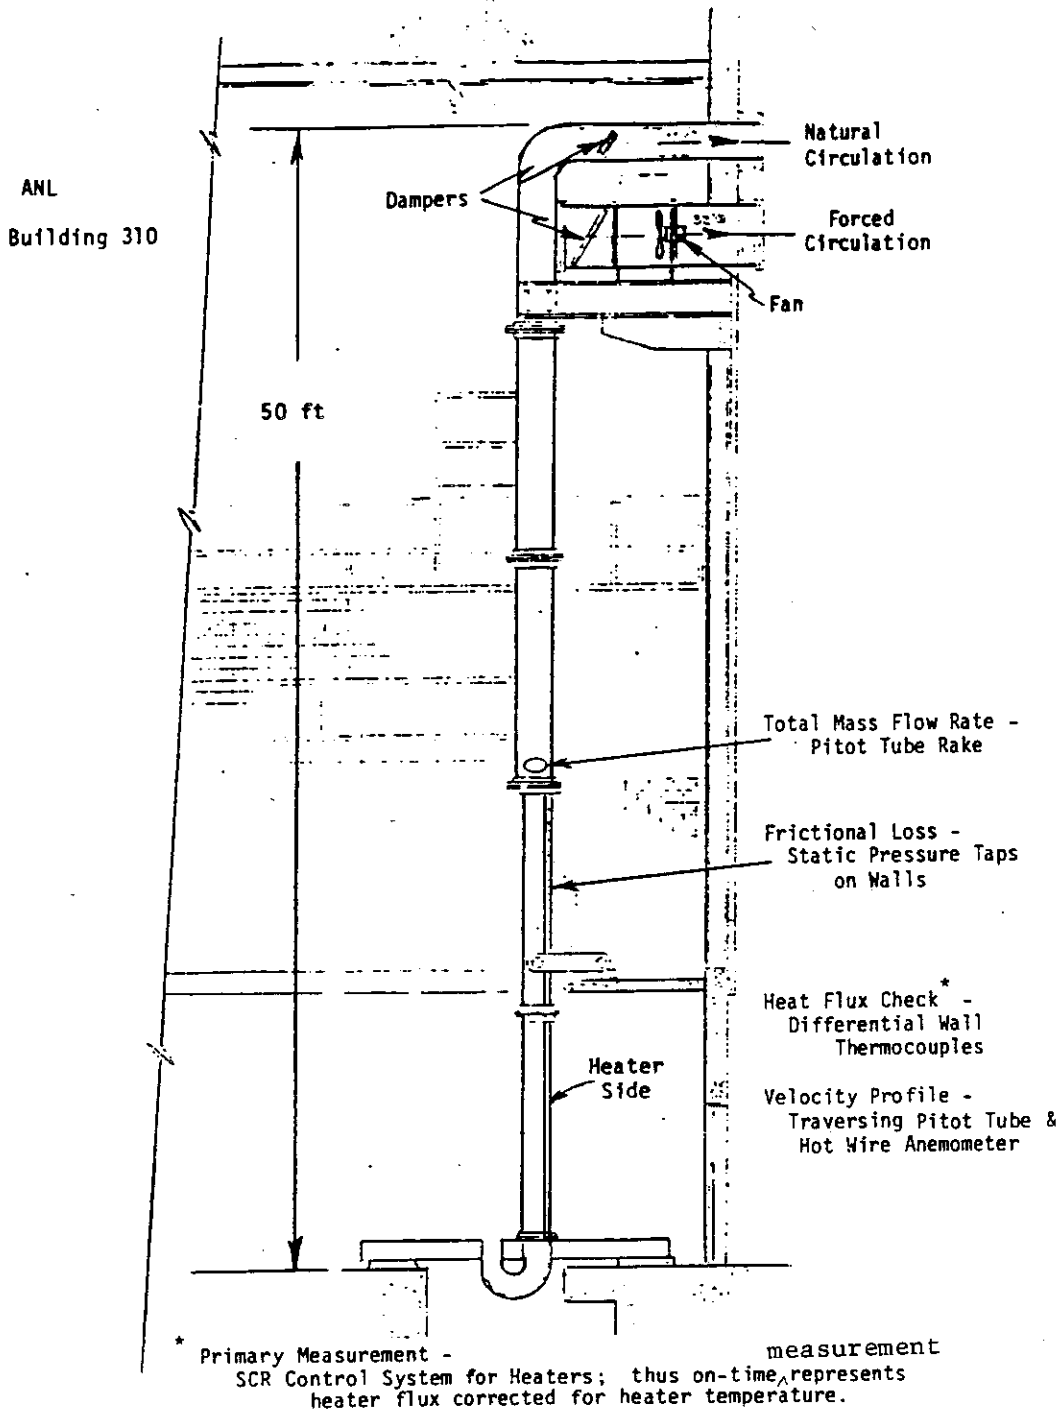 ANL
Building 310
Natural
Circulation
Dampers
Forced
Circulation
Fan
50 ft
Total Mass Flow Rate -
Pitot Tube Rake
Frictional Loss -
Static Pressure Taps
on Walls
Heat Flux Check* -
Differential Wall
Thermocouples
Heater
Side
Velocity Profile -
Traversing Pitot Tube &
Hot Wire Anemometer
* Primary Measurement -
measurement
SCR Control System for Heaters; thus on-time ^ represents
heater flux corrected for heater temperature.